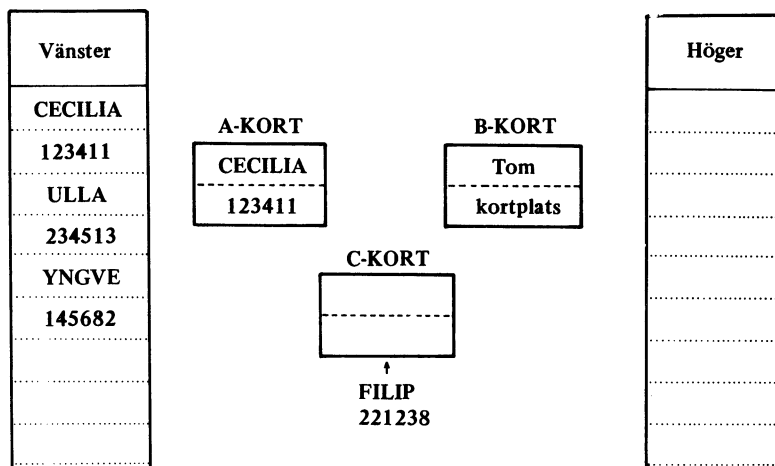 Vänster
CECILIA
123411
ULLA
234513
YNGVE
145682
A-KORT
CECILIA
123411
B-KORT
Tom
kortplats
C-KORT
FILIP
221238
Höger